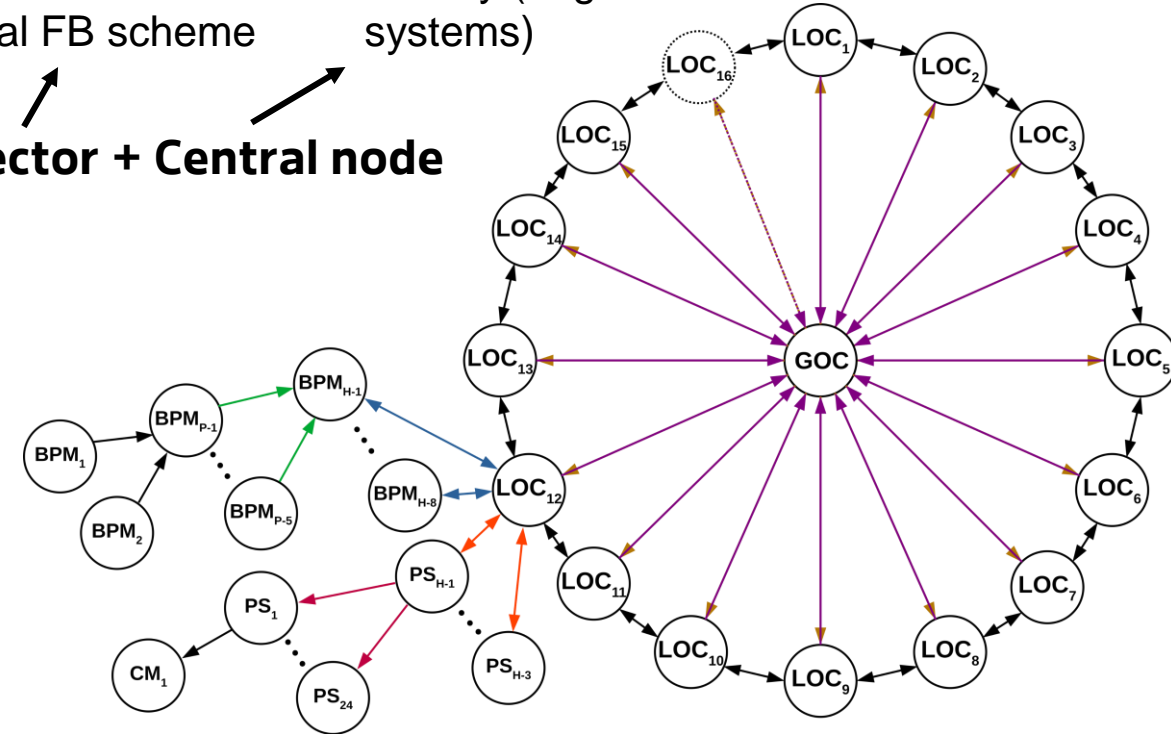 al FB scheme
systems)
ector + Central node
LOC1
LOC2
LOC3
LOC4
LOC5
LOC6
LOC7
LOC8
LOC9
LOC10
LOC11
LOC12
LOC13
LOC14
LOC15
LOC16
GOC
BPMH-1
BPMP-1
BPM1
BPM2
BPMP-5
BPMH-8
PSH-1
PS1
PSH-3
CM1
PS24